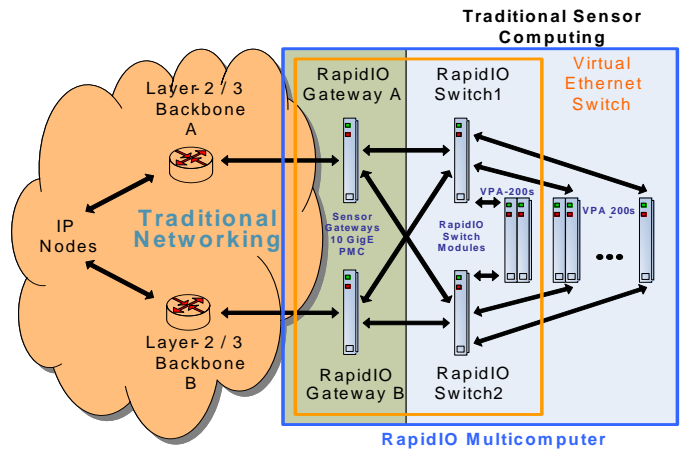 Traditional Sensor
Computing
RapidIO
Gateway A
RapidIO
Switch1
Virtual
Ethernet
Switch
Layer-2 / 3
Backbone
A
IP
Nodes
Traditional
Networking
Sensor
Gateways
10 GigE
PMC
RapidIO
Switch
Modules
VPA-200s
VPA 200s
-
Layer-2 / 3
Backbone
B
RapidIO
Gateway B
RapidIO
Switch2
RapidIO Multicomputer